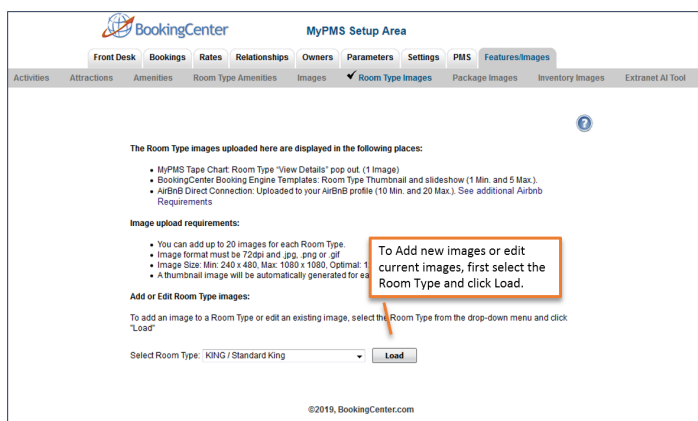 BookingCenter
MyPMS Setup Area
Front Desk Bookings Rates Relationships Owners Parameters Settings PMS Features/Images
Activities Attractions Amenities Room Type Amenities Images Room Type Images Package Images Inventory Images Extranet AI Tool
?
The Room Type images uploaded here are displayed in the following places:
• MyPMS Tape Chart: Room Type "View Details" pop out. (1 Image)
• BookingCenter Booking Engine Templates: Room Type Thumbnail and slideshow (1 Min. and 5 Max.).
• AirBnB Direct Connection: Uploaded to your AirBnB profile (10 Min. and 20 Max.). See additional Airbnb
Requirements
Image upload requirements:
• You can add up to 20 images for each Room Type.
• Image format must be 72dpi and .jpg, .png or .gif
• Image Size: Min: 240 x 480, Max: 1080 x 1080, Optimal:
• A thumbnail image will be automatically generated for
To Add new images or edit
current images, first select the
Room Type and click Load.
Add or Edit Room Type images:
To add an image to a Room Type or edit an existing image, select the Room Type from the drop-down menu and click
"Load"
Select Room Type: KING / Standard King Load
©2019, BookingCenter.com